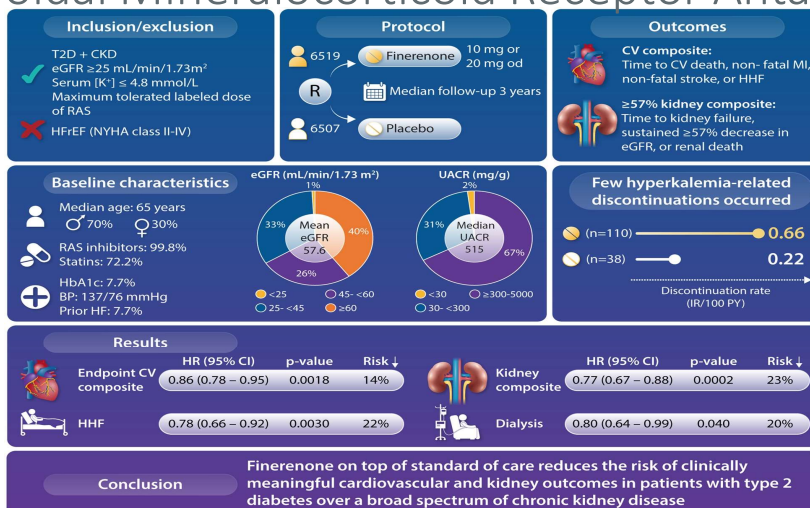 Mineralocorticoid Receptor Anta
Inclusion/exclusion
T2D + CKD
eGFR ≥25 mL/min/1.73m²
Serum [K⁺] ≤ 4.8 mmol/L
Maximum tolerated labeled dose
of RAS
HFrEF (NYHA class II-IV)
Protocol
6519
Finerenone
10 mg or
20 mg od
R
Median follow-up 3 years
6507
Placebo
Outcomes
CV composite:
Time to CV death, non- fatal MI,
non-fatal stroke, or HHF
≥57% kidney composite:
Time to kidney failure,
sustained ≥57% decrease in
eGFR, or renal death
Baseline characteristics
Median age: 65 years
♂70% ♀30%
RAS inhibitors: 99.8%
Statins: 72.2%
HbA1c: 7.7%
BP: 137/76 mmHg
Prior HF: 7.7%
eGFR (mL/min/1.73 m²)
1%
33%
Mean
eGFR
57.6
40%
26%
<25
45- <60
25- <45
≥60
UACR (mg/g)
2%
31%
Median
UACR
515
67%
<30
≥300-5000
30- <300
Few hyperkalemia-related
discontinuations occurred
(n=110)
0.66
(n=38)
0.22
Discontinuation rate
(IR/100 PY)
Results
HR (95% CI) p-value Risk ↓
Endpoint CV
composite
0.86 (0.78 – 0.95) 0.0018 14%
HHF
0.78 (0.66 – 0.92) 0.0030 22%
HR (95% CI) p-value Risk ↓
Kidney
composite
0.77 (0.67 – 0.88) 0.0002 23%
Dialysis
0.80 (0.64 – 0.99) 0.040 20%
Conclusion
Finerenone on top of standard of care reduces the risk of clinically
meaningful cardiovascular and kidney outcomes in patients with type 2
diabetes over a broad spectrum of chronic kidney disease